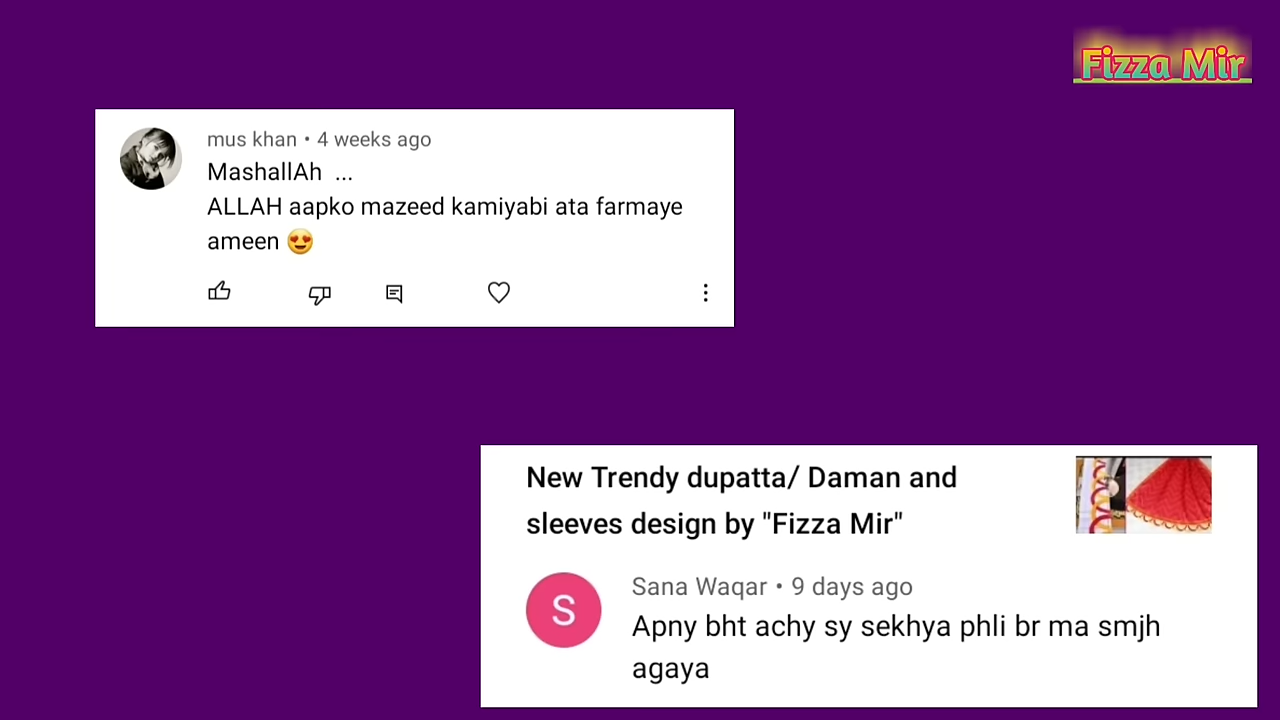 Fizza Mir
mus khan • 4 weeks ago
MashallAh ...
ALLAH aapko mazeed kamiyabi ata farmaye
ameen 😍
New Trendy dupatta/ Daman and
sleeves design by "Fizza Mir"
S
Sana Waqar • 9 days ago
Apny bht achy sy sekhya phli br ma smjh
agaya